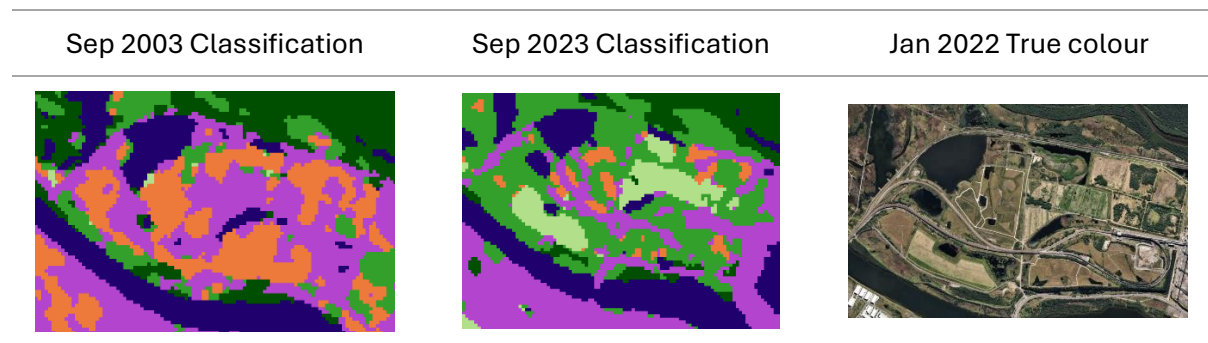 Sep 2003 Classification
Sep 2023 Classification
Jan 2022 True colour